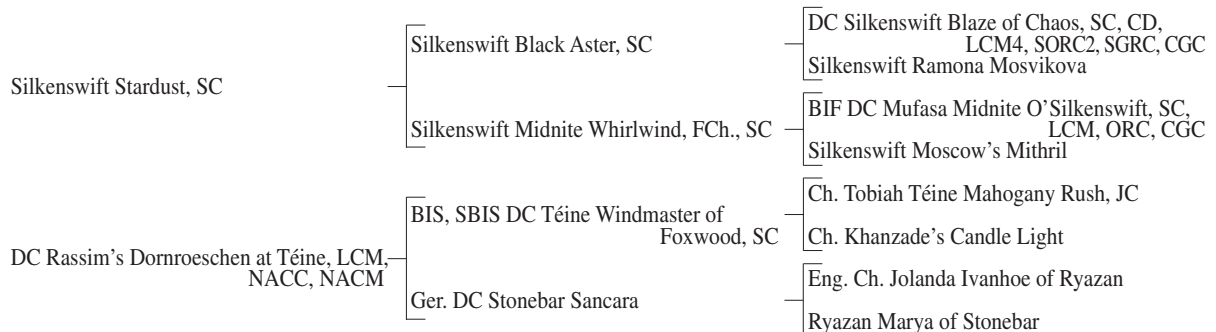 DC Silkenswift Blaze of Chaos, SC, CD,
LCM4, SORC2, SGRC, CGC
Silkenswift Black Aster, SC
Silkenswift Ramona Mosvikova
Silkenswift Stardust, SC
BIF DC Mufasa Midnite O'Silkenswift, SC,
LCM, ORC, CGC
Silkenswift Midnite Whirlwind, FCh., SC
Silkenswift Moscow's Mithril
Ch. Tobiah Téine Mahogany Rush, JC
BIS, SBIS DC Téine Windmaster of
Foxwood, SC
Ch. Khanzade's Candle Light
DC Rassim's Dornroeschen at Téine, LCM,
NACC, NACM
Eng. Ch. Jolanda Ivanhoe of Ryazan
Ger. DC Stonebar Sancara
Ryazan Marya of Stonebar